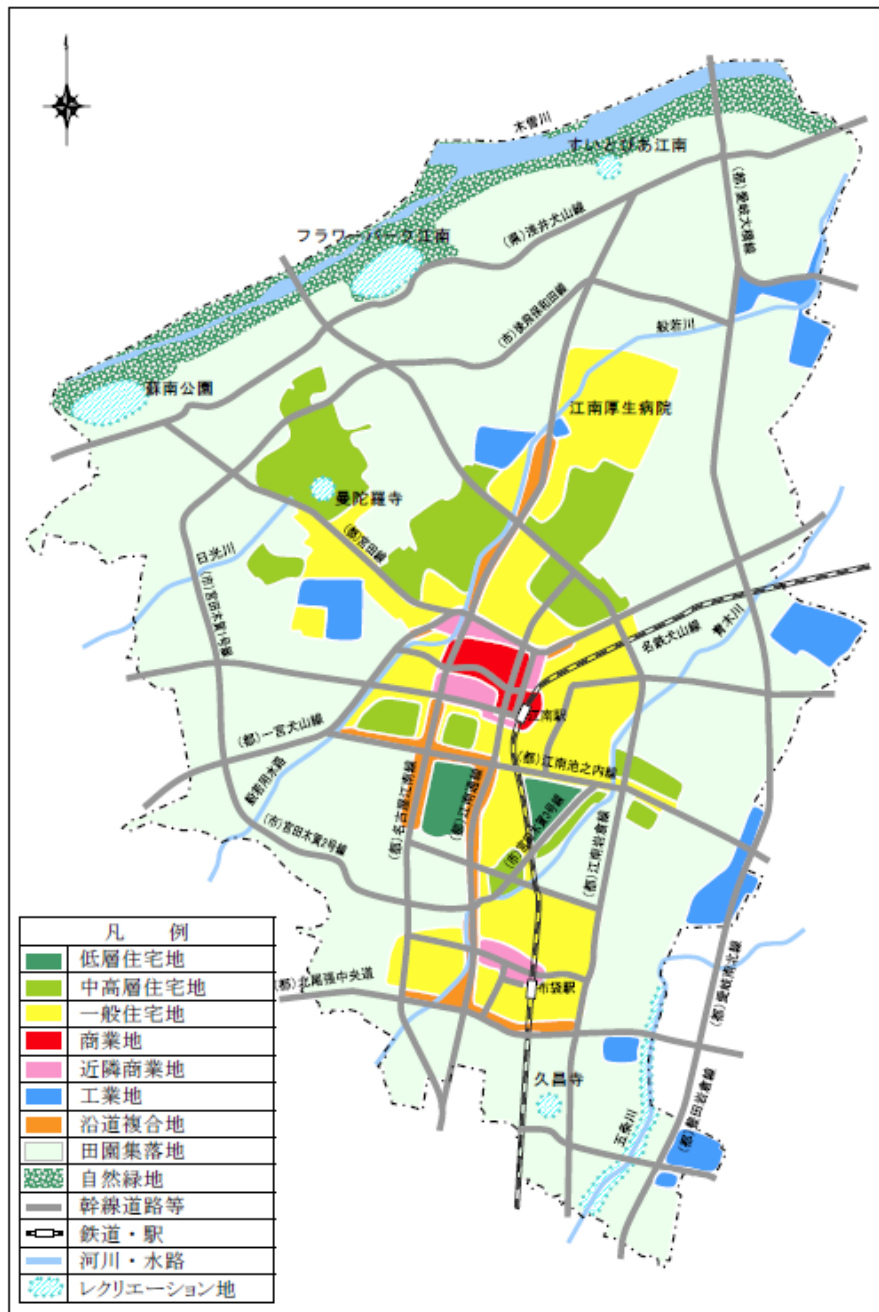 木曽川
すいとぴあ江南
(都)愛岐大橋線
フラワーパーク江南
(県)浅井犬山線
(市)後飛保和田線
般若川
蘇南公園
江南厚生病院
曼陀羅寺
(都)宮田線
日光川
(市)宮田木賀1号線
名鉄犬山線
青木川
江南駅
(都)一宮犬山線
(都)江南池之内線
般若用水路
(都)名古屋江南線
(都)江南通線
(市)宮田木賀3号線
(都)江南岩倉線
(市)宮田木賀2号線
(都)愛岐南北線
(都)北尾張中央道
布袋駅
久昌寺
五条川
凡 例
低層住宅地
中高層住宅地
一般住宅地
商業地
近隣商業地
工業地
沿道複合地
田園集落地
自然緑地
幹線道路等
鉄道・駅
河川・水路
レクリエーション地